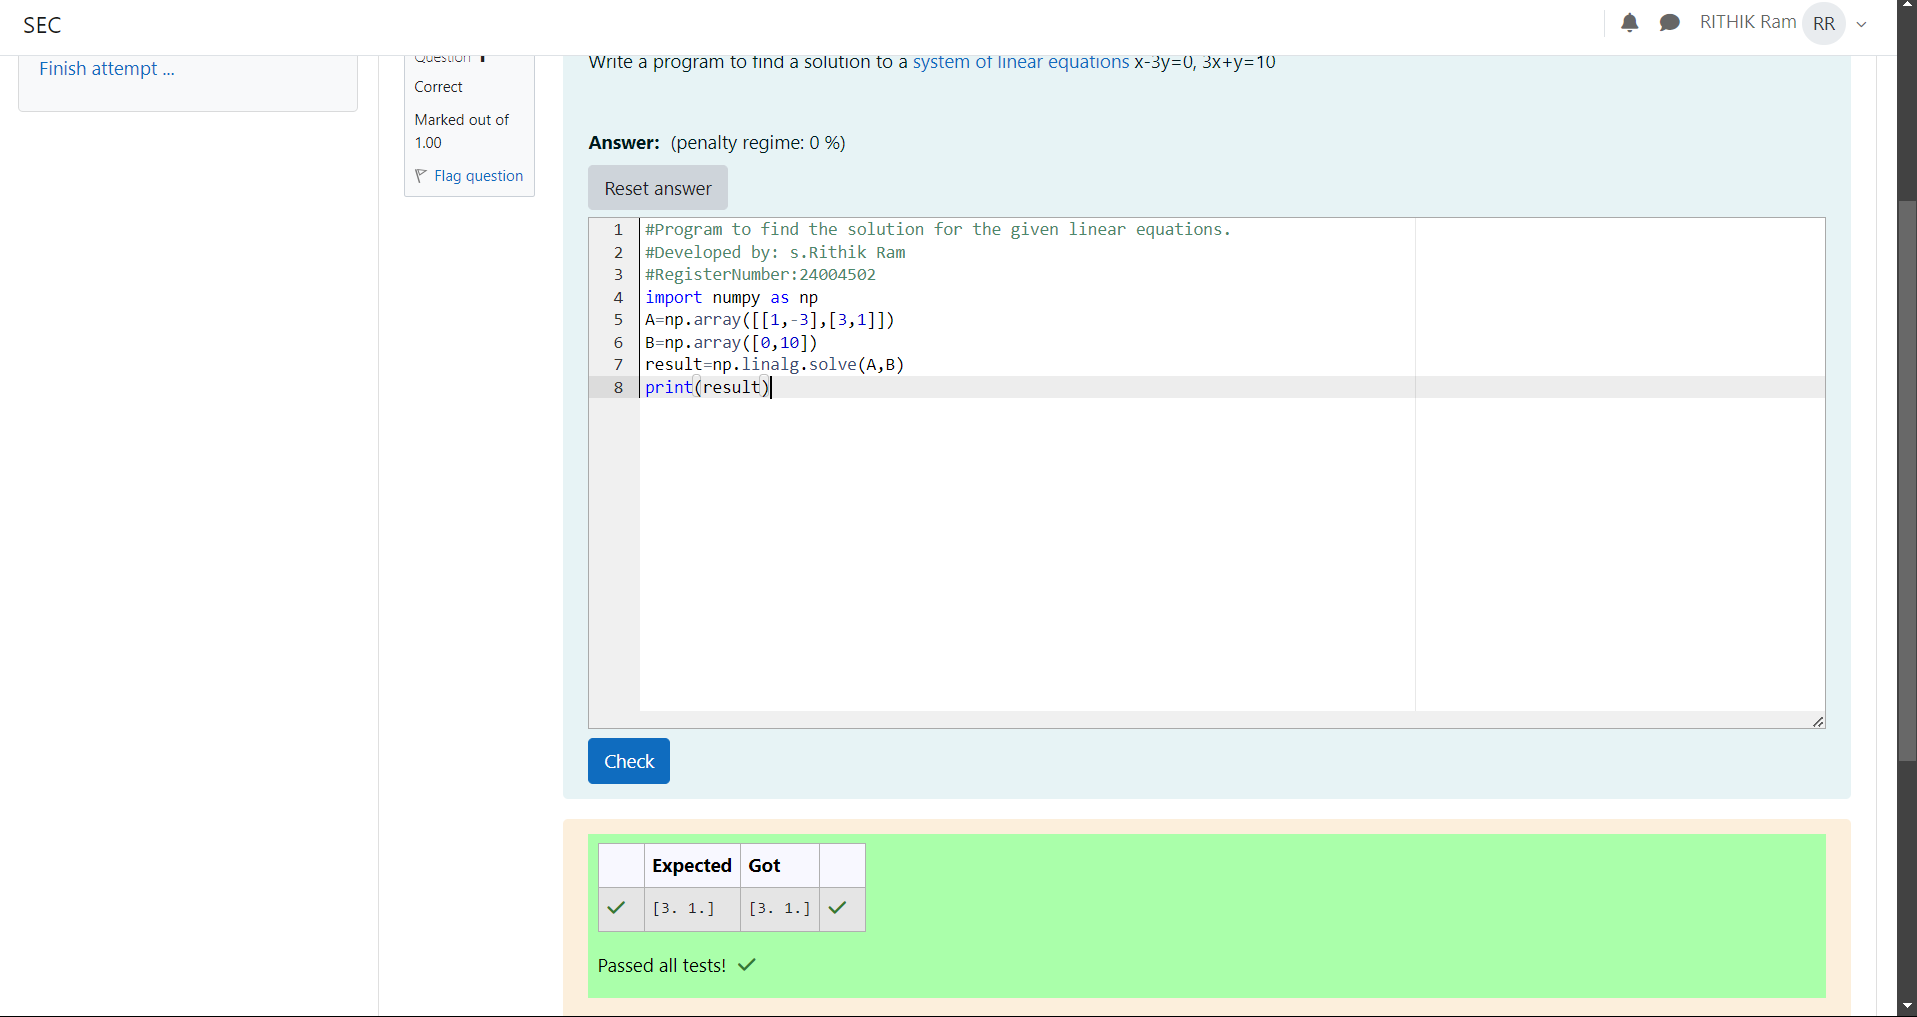 SEC
RITHIK Ram RR
Finish attempt ...
Question 1
Correct
Marked out of
1.00
Flag question
Write a program to find a solution to a system of linear equations x-3y=0, 3x+y=10
Answer: (penalty regime: 0 %)
Reset answer
1 #Program to find the solution for the given linear equations.
2 #Developed by: s.Rithik Ram
3 #RegisterNumber:24004502
4 import numpy as np
5 A=np.array([[1,-3],[3,1]])
6 B=np.array([0,10])
7 result=np.linalg.solve(A,B)
8 print(result)
Check
Expected Got
[3. 1.] [3. 1.]
Passed all tests!